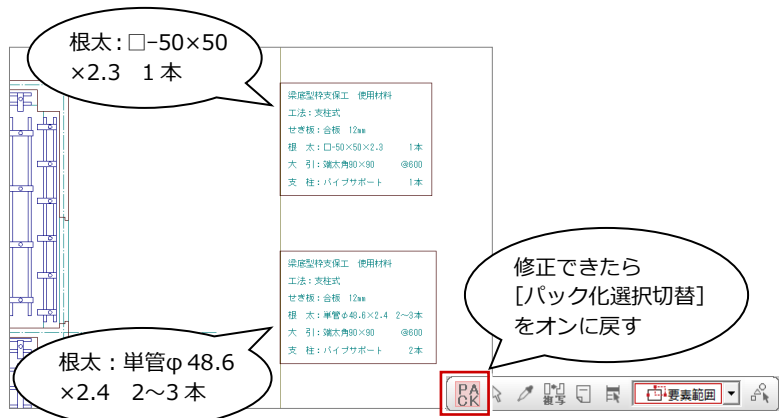 根太：□-50×50
×2.3　1本
梁底型枠支保工　使用材料
工法：支柱式
せき板：合板　12㎜
根　太：□-50×50×2.3　1本
大　引：端太角90×90　@600
支　柱：パイプサポート　1本
梁底型枠支保工　使用材料
工法：支柱式
せき板：合板　12㎜
根　太：単管φ48.6×2.4　2～3本
大　引：端太角90×90　@600
支　柱：パイプサポート　2本
根太：単管φ48.6
×2.4　2～3本
修正できたら
[パック化選択切替]
をオンに戻す
PA
CK
複写
要素範囲